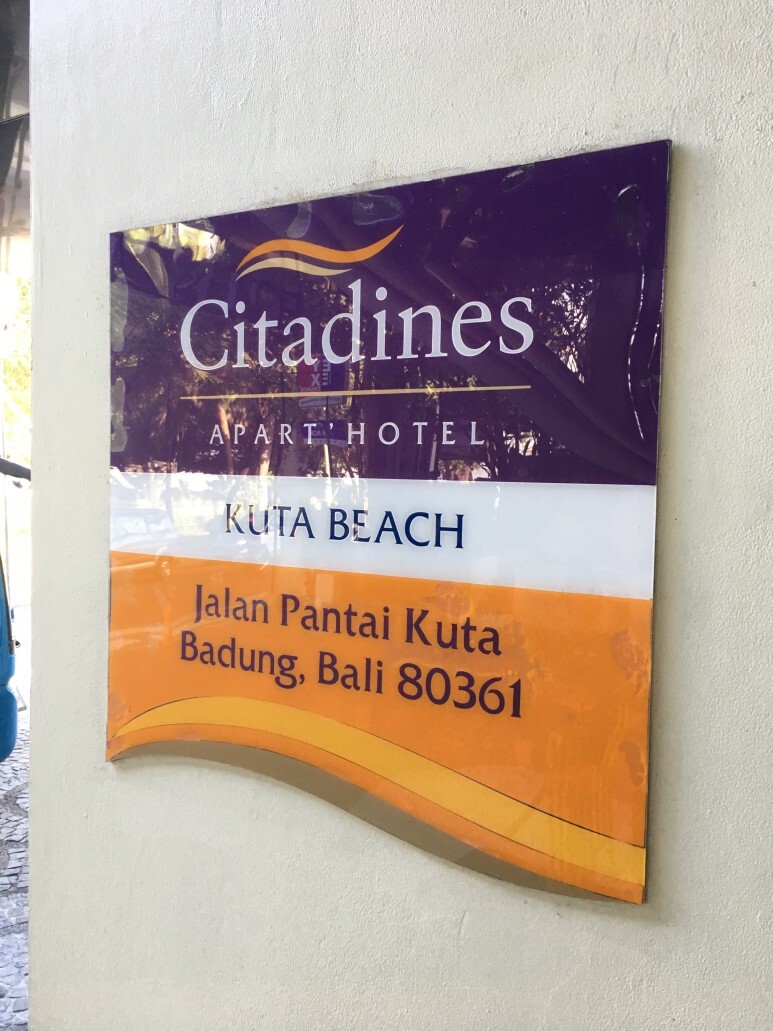 Citadines
APART'HOTEL
KUTA BEACH
Jalan Pantai Kuta
Badung, Bali 80361